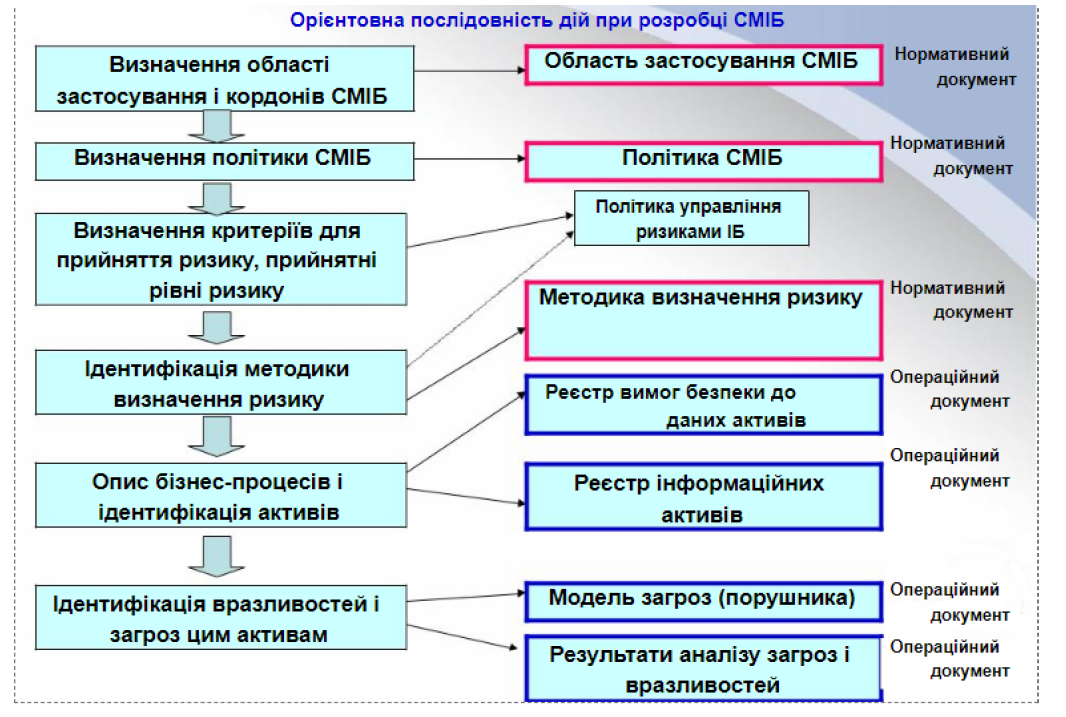 Орієнтовна послідовність дій при розробці СМІБ
Визначення області
застосування і кордонів СМІБ
Область застосування СМІБ
Нормативний
документ
Визначення політики СМІБ
Політика СМІБ
Нормативний
документ
Визначення критеріїв для
прийняття ризику, прийнятні
рівні ризику
Політика управління
ризиками ІБ
Ідентифікація методики
визначення ризику
Методика визначення ризику
Нормативний
документ
Опис бізнес-процесів і
ідентифікація активів
Реєстр вимог безпеки до
даних активів
Операційний
документ
Реєстр інформаційних
активів
Операційний
документ
Ідентифікація вразливостей і
загроз цим активам
Модель загроз (порушника)
Операційний
документ
Результати аналізу загроз і
вразливостей
Операційний
документ